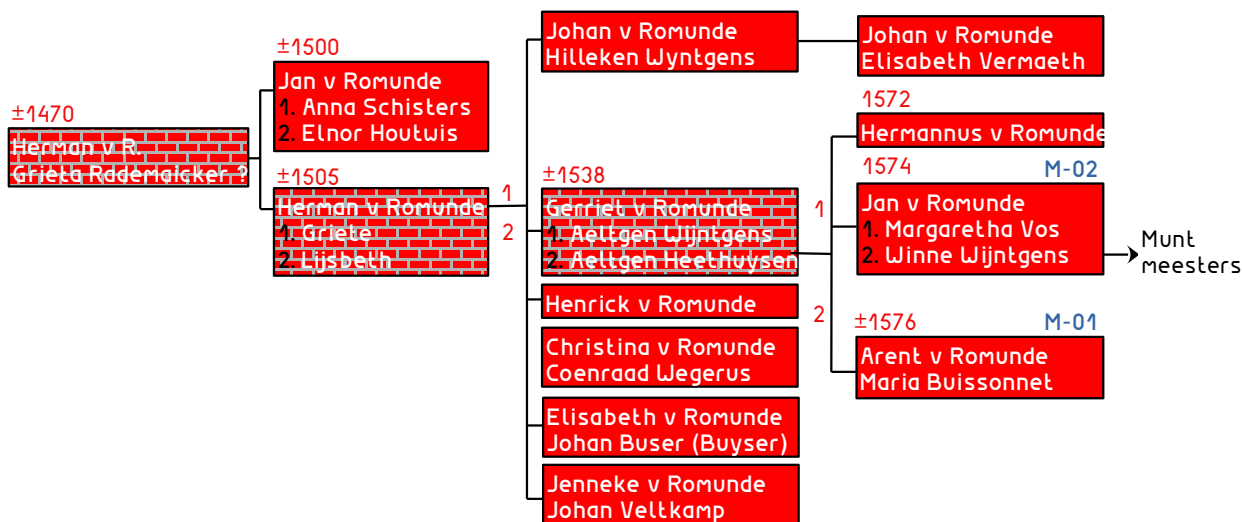 ±1470
Herman v R.
Grieta Rademaicker ?
±1500
Jan v Romunde
1. Anna Schisters
2. Elnor Houtwis
±1505
Herman v Romunde
1. Griete
2. Lijsbeth
1
2
Johan v Romunde
Hilleken Wyntgens
±1538
Gerriet v Romunde
1. Aeltgen Wijntgens
2. Aeltgen Heethuysen
Henrick v Romunde
Christina v Romunde
Coenraad Wegerus
Elisabeth v Romunde
Johan Buser (Buyser)
Jenneke v Romunde
Johan Veltkamp
1
2
Johan v Romunde
Elisabeth Vermaeth
1572
Hermannus v Romunde
1574 M-02
Jan v Romunde
1. Margaretha Vos
2. Winne Wijntgens
±1576 M-01
Arent v Romunde
Maria Buissonnet
Munt
meesters